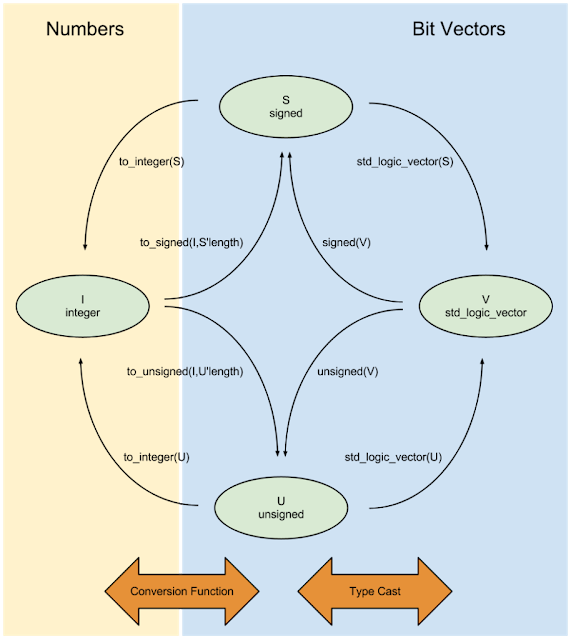 Numbers
Bit Vectors
S
signed
to_integer(S)
std_logic_vector(S)
to_signed(I,S'length)
signed(V)
I
integer
V
std_logic_vector
to_unsigned(I,U'length)
unsigned(V)
to_integer(U)
std_logic_vector(U)
U
unsigned
Conversion Function
Type Cast